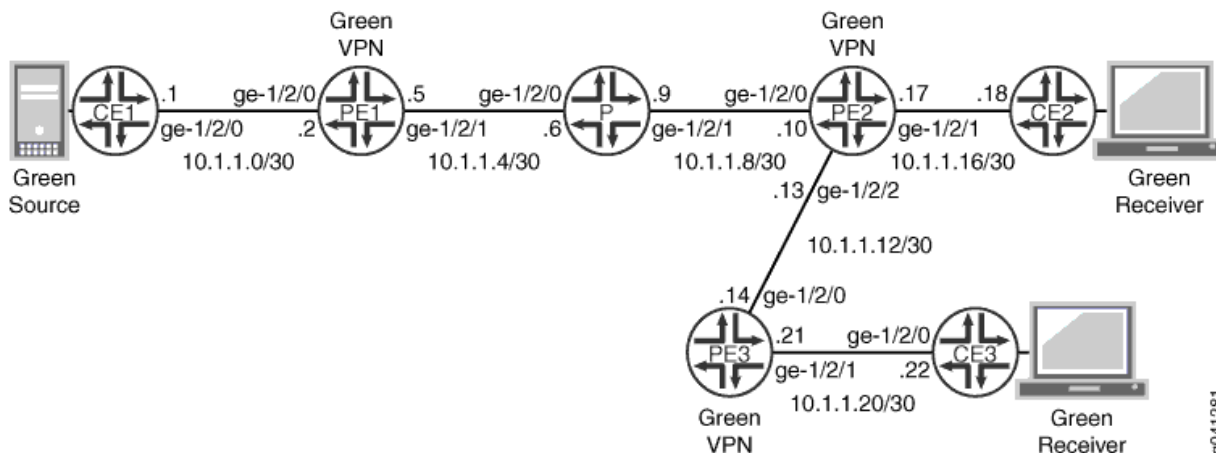 Green
VPN
Green
VPN
.1
ge-1/2/0
.5
ge-1/2/0
.9
ge-1/2/0
.17
.18
CE1
PE1
P
PE2
CE2
ge-1/2/0
.2
ge-1/2/1
.6
ge-1/2/1
.10
ge-1/2/1
10.1.1.0/30
10.1.1.4/30
10.1.1.8/30
10.1.1.16/30
Green
Source
Green
Receiver
.13
ge-1/2/2
10.1.1.12/30
.14
ge-1/2/0
.21
ge-1/2/0
PE3
CE3
ge-1/2/1
.22
10.1.1.20/30
Green
VPN
Green
Receiver
g041281